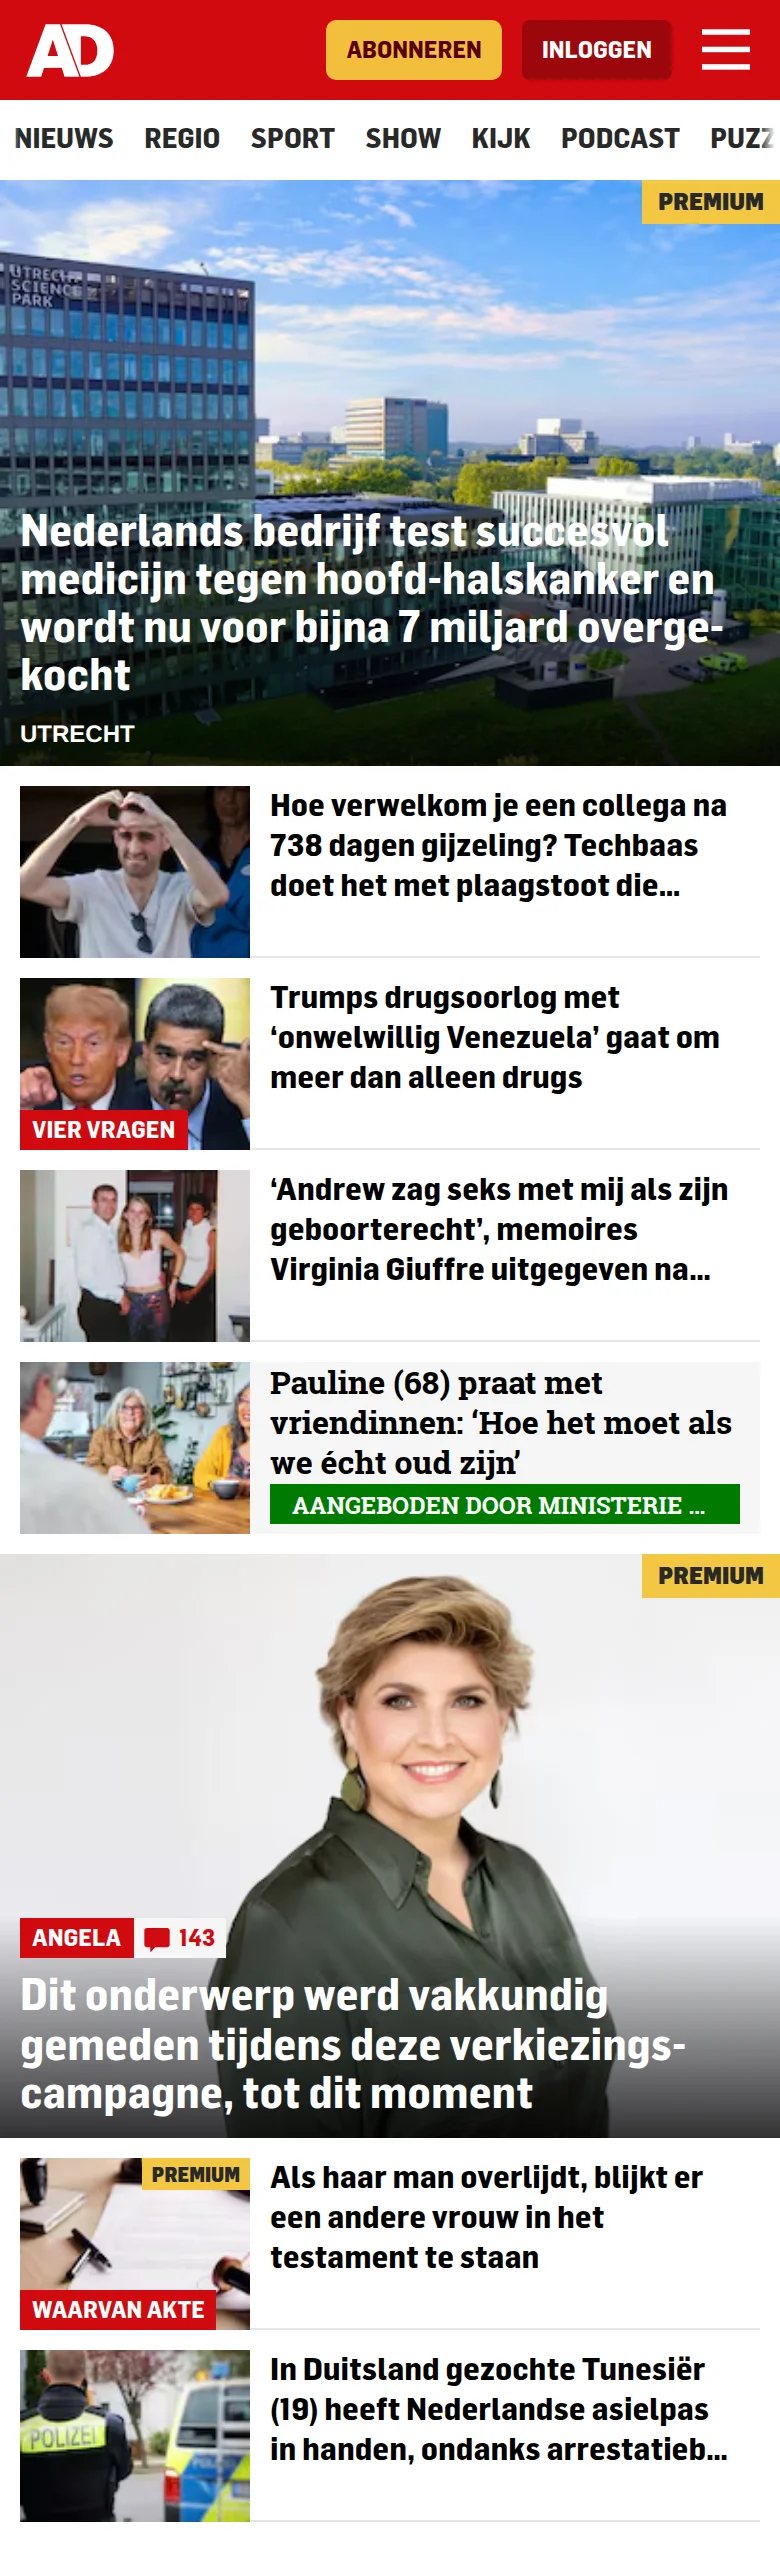 AD
ABONNEREN
INLOGGEN
NIEUWS REGIO SPORT SHOW KIJK PODCAST PUZZ
PREMIUM
UTRECHT
SCIENCE
PARK
Nederlands bedrijf test succesvol
medicijn tegen hoofd-halskanker en
wordt nu voor bijna 7 miljard overge-
kocht
UTRECHT
Hoe verwelkom je een collega na
738 dagen gijzeling? Techbaas
doet het met plaagstoot die...
VIER VRAGEN
Trumps drugsoorlog met
‘onwelwillig Venezuela’ gaat om
meer dan alleen drugs
‘Andrew zag seks met mij als zijn
geboorterecht’, memoires
Virginia Giuffre uitgegeven na...
Pauline (68) praat met
vriendinnen: ‘Hoe het moet als
we écht oud zijn’
AANGEBODEN DOOR MINISTERIE ...
PREMIUM
ANGELA 143
Dit onderwerp werd vakkundig
gemeden tijdens deze verkiezings-
campagne, tot dit moment
PREMIUM
WAARVAN AKTE
Als haar man overlijdt, blijkt er
een andere vrouw in het
testament te staan
POLIZEI
In Duitsland gezochte Tunesiër
(19) heeft Nederlandse asielpas
in handen, ondanks arrestatieb...